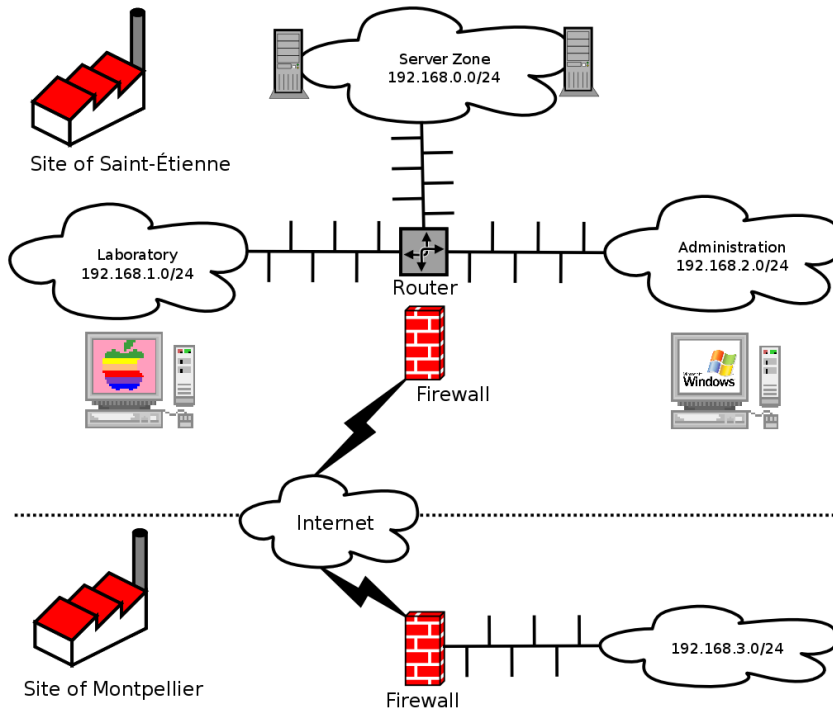 Server Zone
192.168.0.0/24
Site of Saint-Étienne
Laboratory
192.168.1.0/24
Administration
192.168.2.0/24
Router
Microsoft
Windows
Firewall
Internet
192.168.3.0/24
Site of Montpellier
Firewall